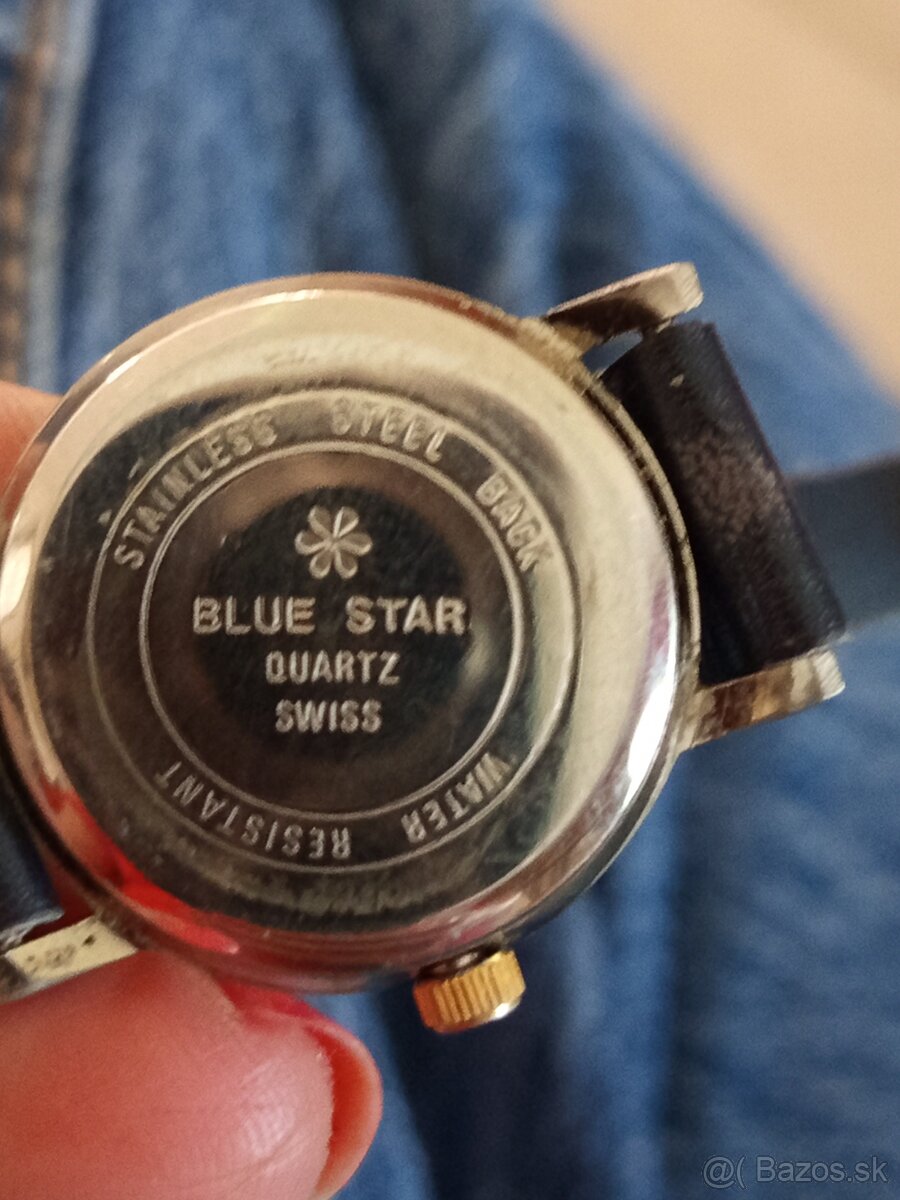 STAINLESS STEEL BACK
BLUE STAR
QUARTZ
SWISS
WATER RESISTANT
@( Bazos.sk